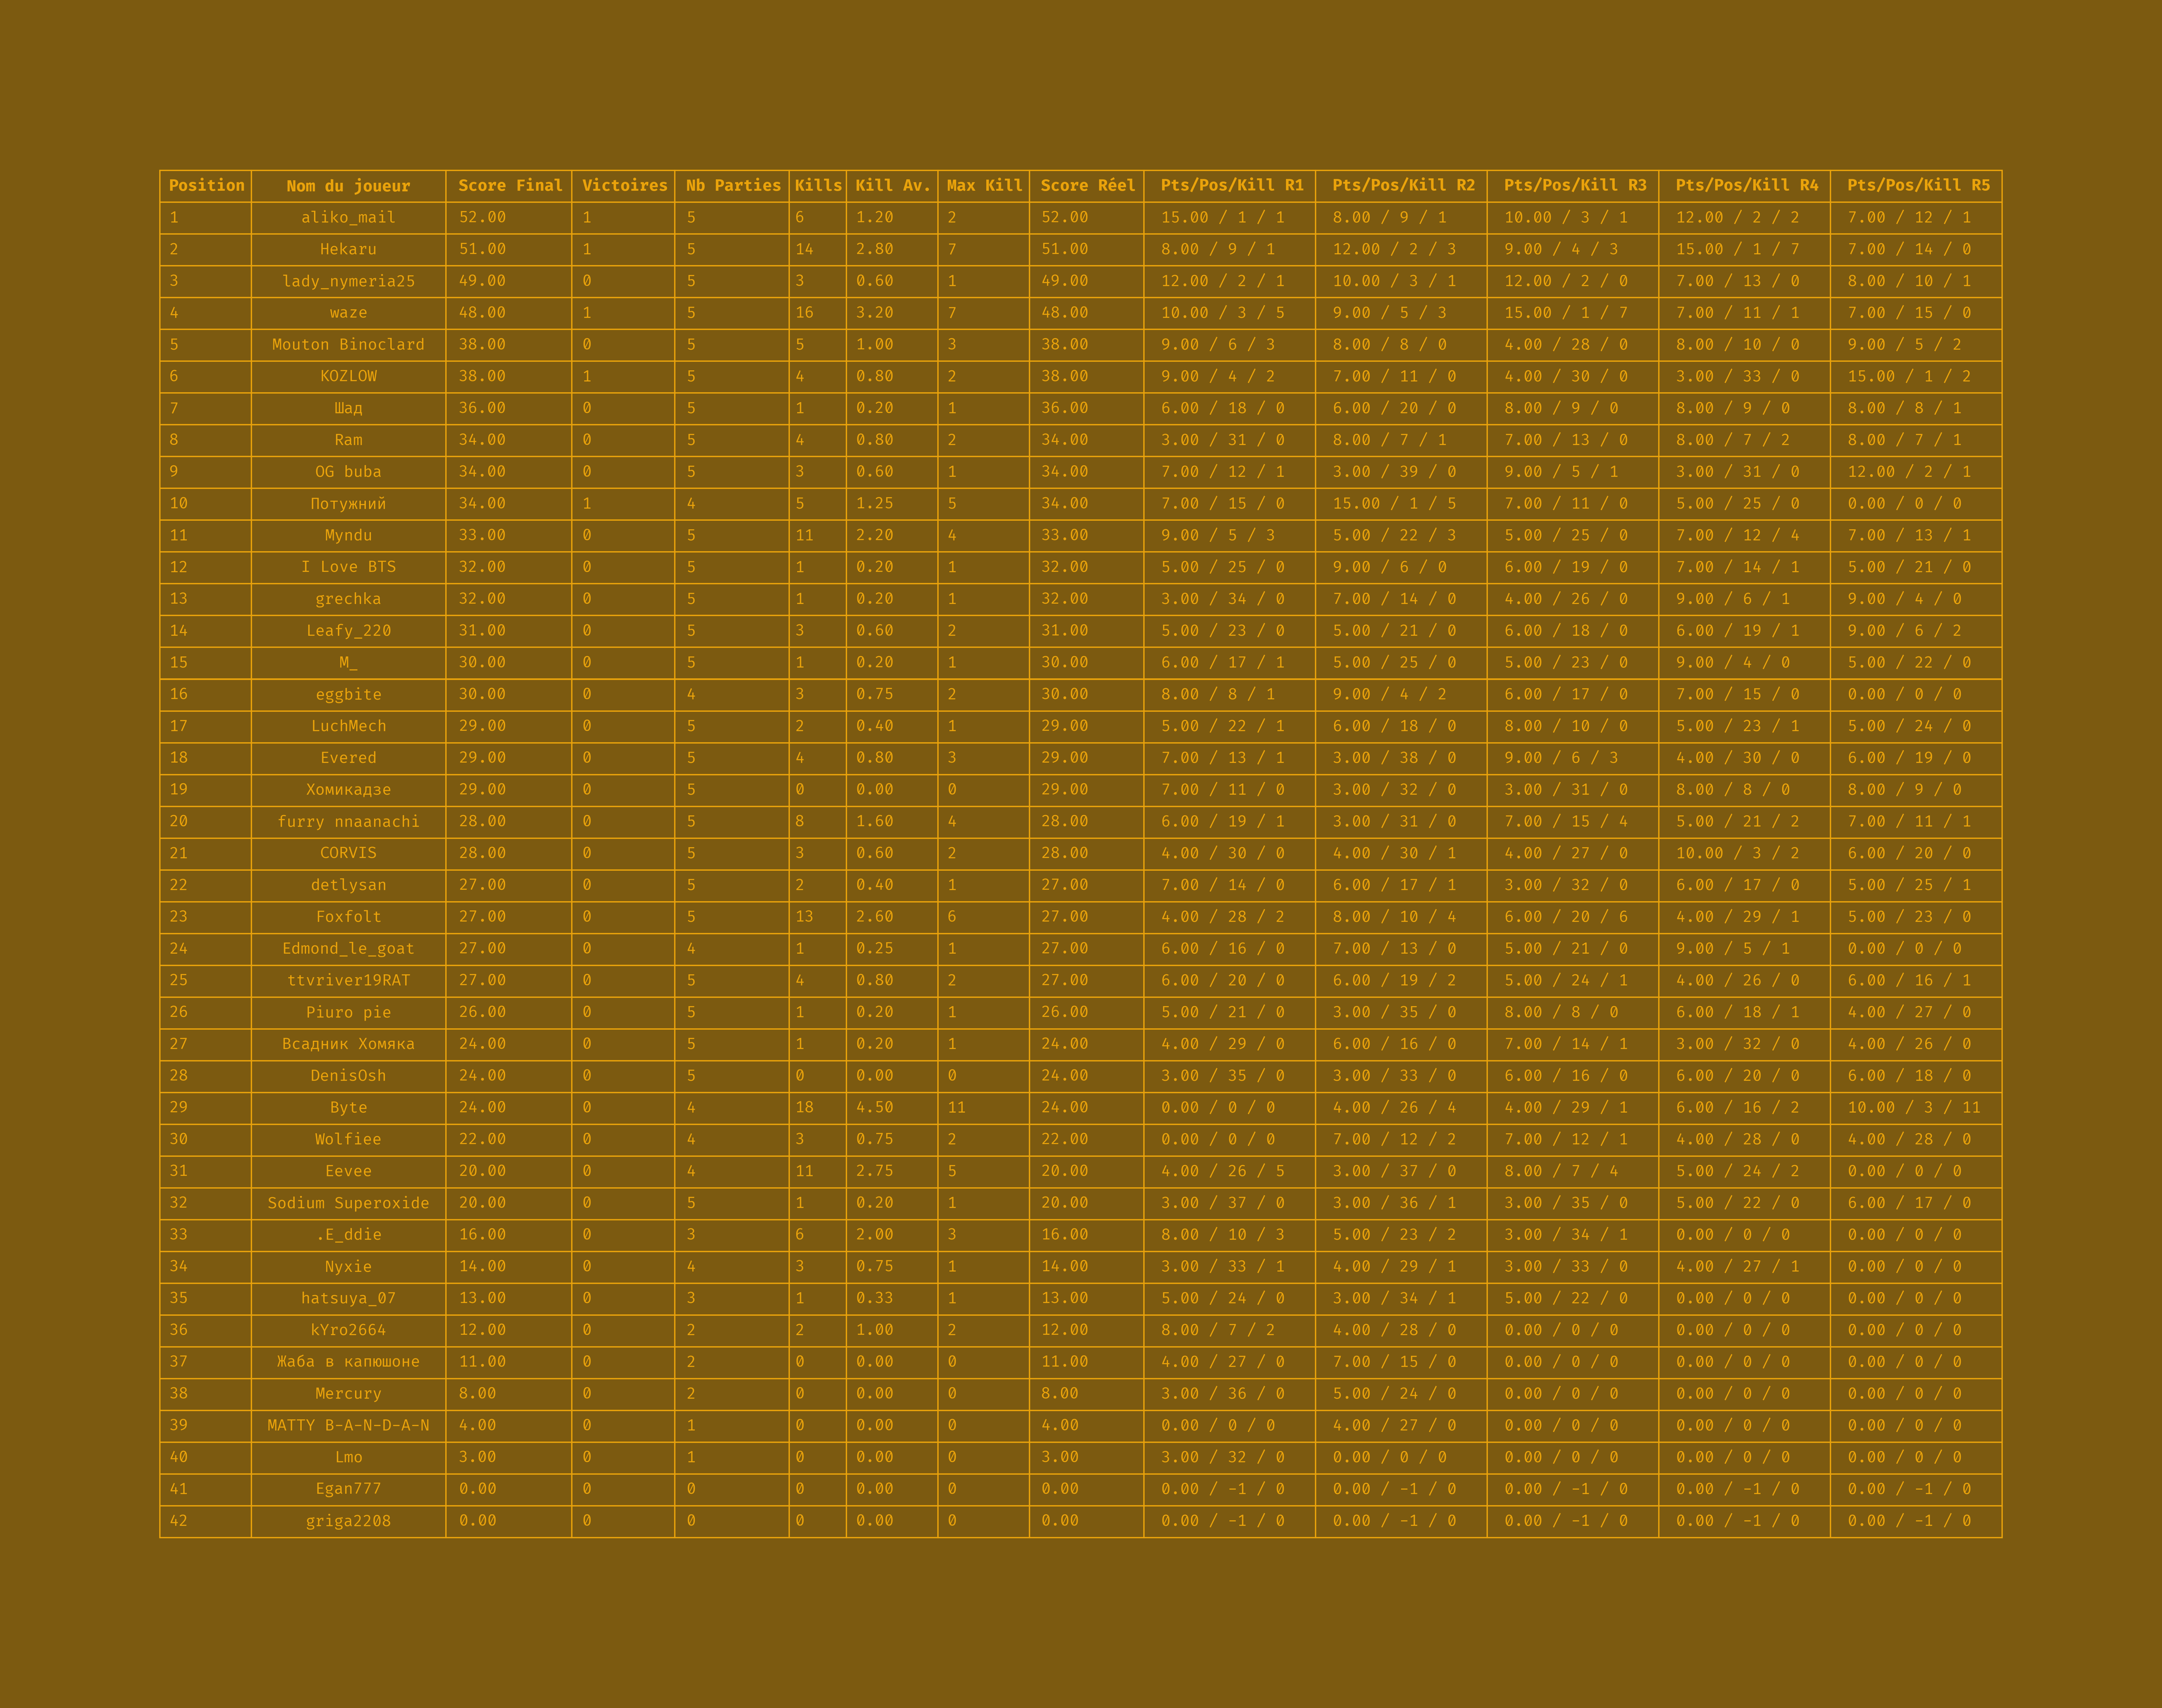 Position Nom du joueur Score Final Victoires Nb Parties Kills Kill Av. Max Kill Score Réel Pts/Pos/Kill R1 Pts/Pos/Kill R2 Pts/Pos/Kill R3 Pts/Pos/Kill R4 Pts/Pos/Kill R5
1 aliko_mail 52.00 1 5 6 1.20 2 52.00 15.00 / 1 / 1 8.00 / 9 / 1 10.00 / 3 / 1 12.00 / 2 / 2 7.00 / 12 / 1
2 Hekaru 51.00 1 5 14 2.80 7 51.00 8.00 / 9 / 1 12.00 / 2 / 3 9.00 / 4 / 3 15.00 / 1 / 7 7.00 / 14 / 0
3 lady_nymeria25 49.00 0 5 3 0.60 1 49.00 12.00 / 2 / 1 10.00 / 3 / 1 12.00 / 2 / 0 7.00 / 13 / 0 8.00 / 10 / 1
4 waze 48.00 1 5 16 3.20 7 48.00 10.00 / 3 / 5 9.00 / 5 / 3 15.00 / 1 / 7 7.00 / 11 / 1 7.00 / 15 / 0
5 Mouton Binoclard 38.00 0 5 5 1.00 3 38.00 9.00 / 6 / 3 8.00 / 8 / 0 4.00 / 28 / 0 8.00 / 10 / 0 9.00 / 5 / 2
6 KOZLOW 38.00 1 5 4 0.80 2 38.00 9.00 / 4 / 2 7.00 / 11 / 0 4.00 / 30 / 0 3.00 / 33 / 0 15.00 / 1 / 2
7 Шад 36.00 0 5 1 0.20 1 36.00 6.00 / 18 / 0 6.00 / 20 / 0 8.00 / 9 / 0 8.00 / 9 / 0 8.00 / 8 / 1
8 Ram 34.00 0 5 4 0.80 2 34.00 3.00 / 31 / 0 8.00 / 7 / 1 7.00 / 13 / 0 8.00 / 7 / 2 8.00 / 7 / 1
9 OG buba 34.00 0 5 3 0.60 1 34.00 7.00 / 12 / 1 3.00 / 39 / 0 9.00 / 5 / 1 3.00 / 31 / 0 12.00 / 2 / 1
10 Потужний 34.00 1 4 5 1.25 5 34.00 7.00 / 15 / 0 15.00 / 1 / 5 7.00 / 11 / 0 5.00 / 25 / 0 0.00 / 0 / 0
11 Myndu 33.00 0 5 11 2.20 4 33.00 9.00 / 5 / 3 5.00 / 22 / 3 5.00 / 25 / 0 7.00 / 12 / 4 7.00 / 13 / 1
12 I Love BTS 32.00 0 5 1 0.20 1 32.00 5.00 / 25 / 0 9.00 / 6 / 0 6.00 / 19 / 0 7.00 / 14 / 1 5.00 / 21 / 0
13 grechka 32.00 0 5 1 0.20 1 32.00 3.00 / 34 / 0 7.00 / 14 / 0 4.00 / 26 / 0 9.00 / 6 / 1 9.00 / 4 / 0
14 Leafy_220 31.00 0 5 3 0.60 2 31.00 5.00 / 23 / 0 5.00 / 21 / 0 6.00 / 18 / 0 6.00 / 19 / 1 9.00 / 6 / 2
15 M_ 30.00 0 5 1 0.20 1 30.00 6.00 / 17 / 1 5.00 / 25 / 0 5.00 / 23 / 0 9.00 / 4 / 0 5.00 / 22 / 0
16 eggbite 30.00 0 4 3 0.75 2 30.00 8.00 / 8 / 1 9.00 / 4 / 2 6.00 / 17 / 0 7.00 / 15 / 0 0.00 / 0 / 0
17 LuchMech 29.00 0 5 2 0.40 1 29.00 5.00 / 22 / 1 6.00 / 18 / 0 8.00 / 10 / 0 5.00 / 23 / 1 5.00 / 24 / 0
18 Evered 29.00 0 5 4 0.80 3 29.00 7.00 / 13 / 1 3.00 / 38 / 0 9.00 / 6 / 3 4.00 / 30 / 0 6.00 / 19 / 0
19 Хомикадзе 29.00 0 5 0 0.00 0 29.00 7.00 / 11 / 0 3.00 / 32 / 0 3.00 / 31 / 0 8.00 / 8 / 0 8.00 / 9 / 0
20 furry nnaanachi 28.00 0 5 8 1.60 4 28.00 6.00 / 19 / 1 3.00 / 31 / 0 7.00 / 15 / 4 5.00 / 21 / 2 7.00 / 11 / 1
21 CORVIS 28.00 0 5 3 0.60 2 28.00 4.00 / 30 / 0 4.00 / 30 / 1 4.00 / 27 / 0 10.00 / 3 / 2 6.00 / 20 / 0
22 detlysan 27.00 0 5 2 0.40 1 27.00 7.00 / 14 / 0 6.00 / 17 / 1 3.00 / 32 / 0 6.00 / 17 / 0 5.00 / 25 / 1
23 Foxfolt 27.00 0 5 13 2.60 6 27.00 4.00 / 28 / 2 8.00 / 10 / 4 6.00 / 20 / 6 4.00 / 29 / 1 5.00 / 23 / 0
24 Edmond_le_goat 27.00 0 4 1 0.25 1 27.00 6.00 / 16 / 0 7.00 / 13 / 0 5.00 / 21 / 0 9.00 / 5 / 1 0.00 / 0 / 0
25 ttvriver19RAT 27.00 0 5 4 0.80 2 27.00 6.00 / 20 / 0 6.00 / 19 / 2 5.00 / 24 / 1 4.00 / 26 / 0 6.00 / 16 / 1
26 Piuro pie 26.00 0 5 1 0.20 1 26.00 5.00 / 21 / 0 3.00 / 35 / 0 8.00 / 8 / 0 6.00 / 18 / 1 4.00 / 27 / 0
27 Всадник Хомяка 24.00 0 5 1 0.20 1 24.00 4.00 / 29 / 0 6.00 / 16 / 0 7.00 / 14 / 1 3.00 / 32 / 0 4.00 / 26 / 0
28 DenisOsh 24.00 0 5 0 0.00 0 24.00 3.00 / 35 / 0 3.00 / 33 / 0 6.00 / 16 / 0 6.00 / 20 / 0 6.00 / 18 / 0
29 Byte 24.00 0 4 18 4.50 11 24.00 0.00 / 0 / 0 4.00 / 26 / 4 4.00 / 29 / 1 6.00 / 16 / 2 10.00 / 3 / 11
30 Wolfiee 22.00 0 4 3 0.75 2 22.00 0.00 / 0 / 0 7.00 / 12 / 2 7.00 / 12 / 1 4.00 / 28 / 0 4.00 / 28 / 0
31 Eevee 20.00 0 4 11 2.75 5 20.00 4.00 / 26 / 5 3.00 / 37 / 0 8.00 / 7 / 4 5.00 / 24 / 2 0.00 / 0 / 0
32 Sodium Superoxide 20.00 0 5 1 0.20 1 20.00 3.00 / 37 / 0 3.00 / 36 / 1 3.00 / 35 / 0 5.00 / 22 / 0 6.00 / 17 / 0
33 .E_ddie 16.00 0 3 6 2.00 3 16.00 8.00 / 10 / 3 5.00 / 23 / 2 3.00 / 34 / 1 0.00 / 0 / 0 0.00 / 0 / 0
34 Nyxie 14.00 0 4 3 0.75 1 14.00 3.00 / 33 / 1 4.00 / 29 / 1 3.00 / 33 / 0 4.00 / 27 / 1 0.00 / 0 / 0
35 hatsuya_07 13.00 0 3 1 0.33 1 13.00 5.00 / 24 / 0 3.00 / 34 / 1 5.00 / 22 / 0 0.00 / 0 / 0 0.00 / 0 / 0
36 kYro2664 12.00 0 2 2 1.00 2 12.00 8.00 / 7 / 2 4.00 / 28 / 0 0.00 / 0 / 0 0.00 / 0 / 0 0.00 / 0 / 0
37 Жаба в капюшоне 11.00 0 2 0 0.00 0 11.00 4.00 / 27 / 0 7.00 / 15 / 0 0.00 / 0 / 0 0.00 / 0 / 0 0.00 / 0 / 0
38 Mercury 8.00 0 2 0 0.00 0 8.00 3.00 / 36 / 0 5.00 / 24 / 0 0.00 / 0 / 0 0.00 / 0 / 0 0.00 / 0 / 0
39 MATTY B-A-N-D-A-N 4.00 0 1 0 0.00 0 4.00 0.00 / 0 / 0 4.00 / 27 / 0 0.00 / 0 / 0 0.00 / 0 / 0 0.00 / 0 / 0
40 Lmo 3.00 0 1 0 0.00 0 3.00 3.00 / 32 / 0 0.00 / 0 / 0 0.00 / 0 / 0 0.00 / 0 / 0 0.00 / 0 / 0
41 Egan777 0.00 0 0 0 0.00 0 0.00 0.00 / -1 / 0 0.00 / -1 / 0 0.00 / -1 / 0 0.00 / -1 / 0 0.00 / -1 / 0
42 griga2208 0.00 0 0 0 0.00 0 0.00 0.00 / -1 / 0 0.00 / -1 / 0 0.00 / -1 / 0 0.00 / -1 / 0 0.00 / -1 / 0